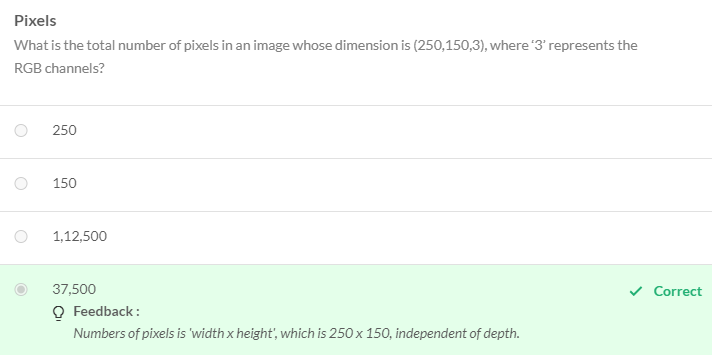 Pixels
What is the total number of pixels in an image whose dimension is (250,150,3), where '3' represents the
RGB channels?
250
150
1,12,500
37,500
Correct
Feedback :
Numbers of pixels is 'width x height', which is 250 x 150, independent of depth.